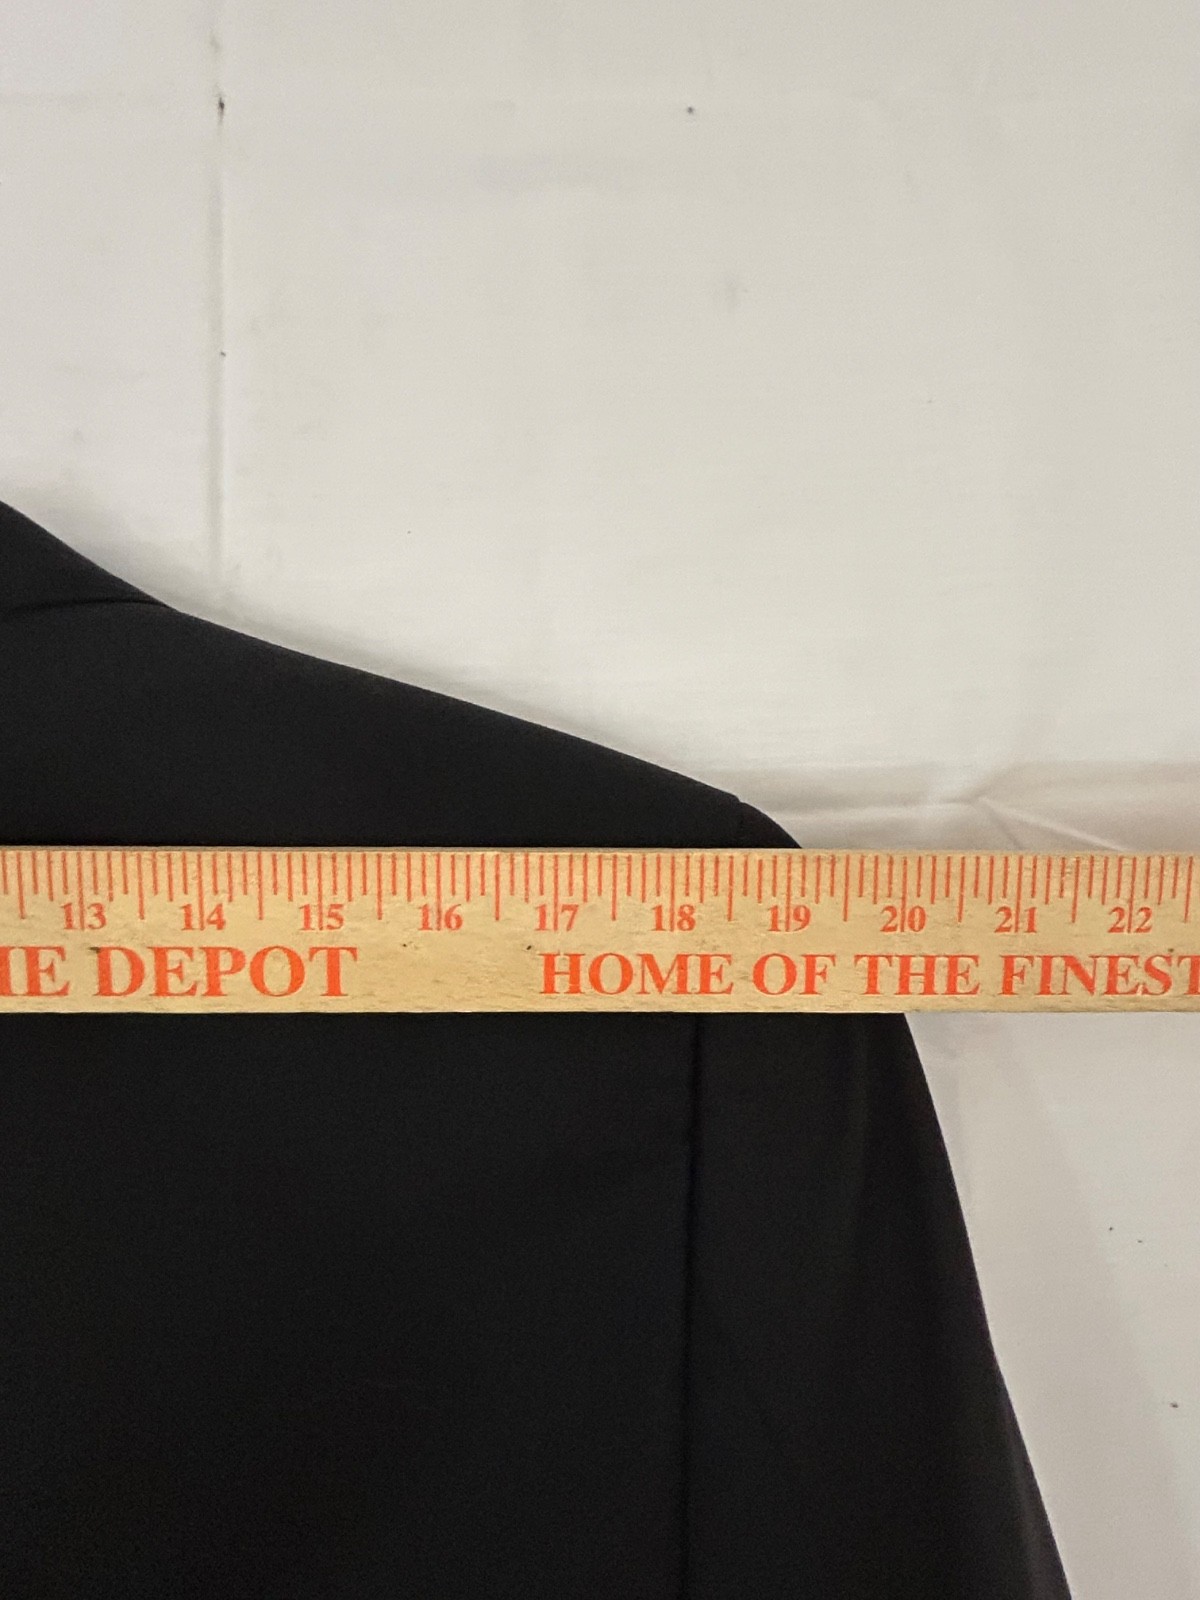 13 14 15 16 17 18 19 20 21 22
DEPOT HOME OF THE FINEST